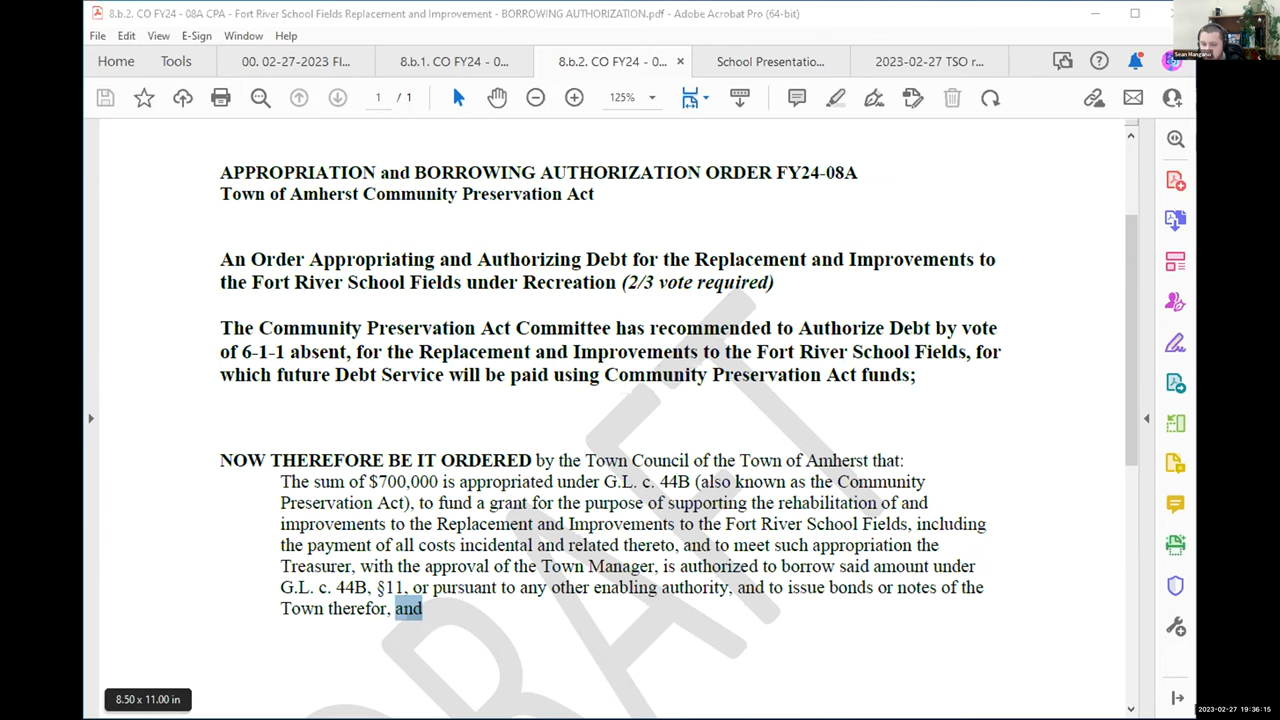 8.b.2. CO FY24 - 08A CPA - Fort River School Fields Replacement and Improvement - BORROWING AUTHORIZATION.pdf - Adobe Acrobat Pro (64-bit)
File Edit View E-Sign Window Help
Home Tools 00. 02-27-2023 FI... 8.b.1. CO FY24 - 0... 8.b.2. CO FY24 - 0... School Presentatio... 2023-02-27 TSO r...
1 / 1 125%
Sean Mangano
APPROPRIATION and BORROWING AUTHORIZATION ORDER FY24-08A
Town of Amherst Community Preservation Act
An Order Appropriating and Authorizing Debt for the Replacement and Improvements to
the Fort River School Fields under Recreation (2/3 vote required)
The Community Preservation Act Committee has recommended to Authorize Debt by vote
of 6-1-1 absent, for the Replacement and Improvements to the Fort River School Fields, for
which future Debt Service will be paid using Community Preservation Act funds;
NOW THEREFORE BE IT ORDERED by the Town Council of the Town of Amherst that:
The sum of $700,000 is appropriated under G.L. c. 44B (also known as the Community
Preservation Act), to fund a grant for the purpose of supporting the rehabilitation of and
improvements to the Replacement and Improvements to the Fort River School Fields, including
the payment of all costs incidental and related thereto, and to meet such appropriation the
Treasurer, with the approval of the Town Manager, is authorized to borrow said amount under
G.L. c. 44B, §11, or pursuant to any other enabling authority, and to issue bonds or notes of the
Town therefor, and
DRAFT
8.50 x 11.00 in
2023-02-27 19:36:15